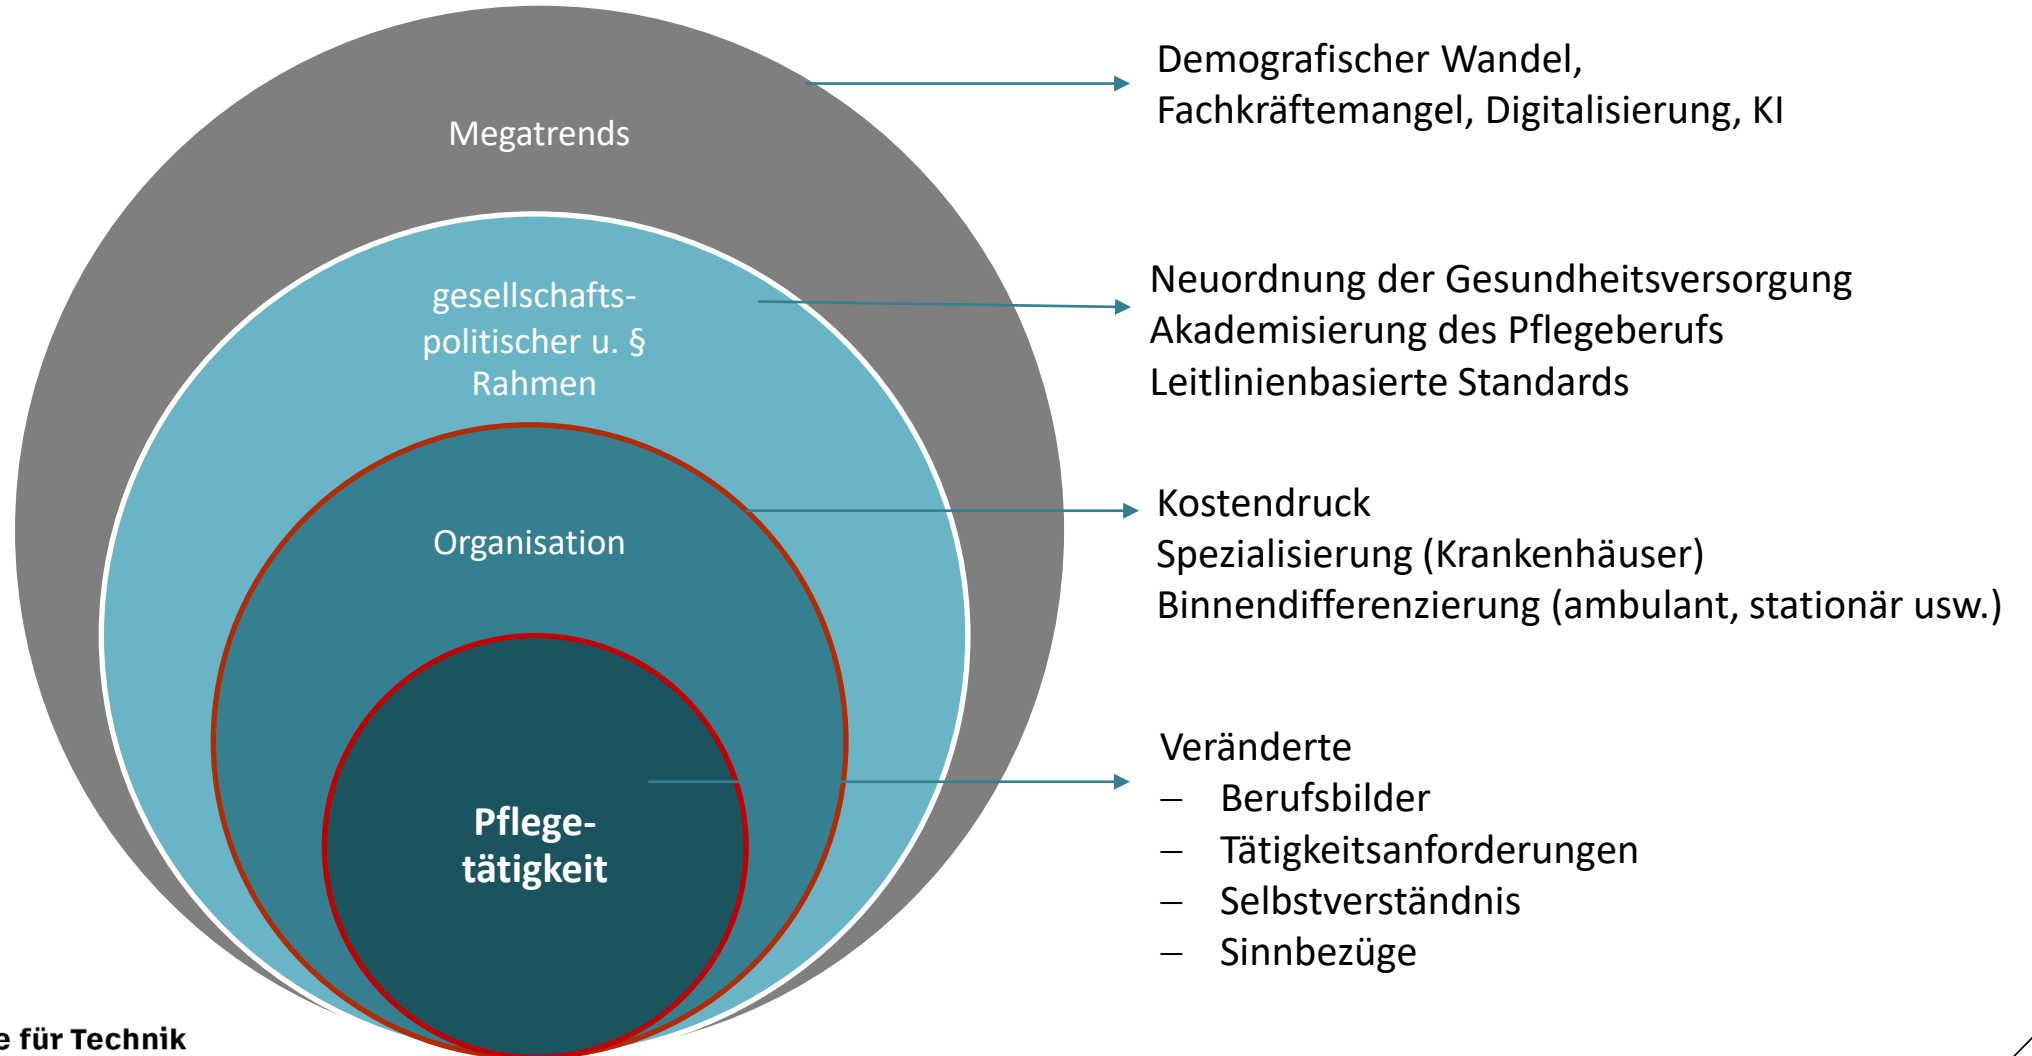 Megatrends
Demografischer Wandel,
Fachkräftemangel, Digitalisierung, KI
gesellschafts-
politischer u. §
Rahmen
Neuordnung der Gesundheitsversorgung
Akademisierung des Pflegeberufs
Leitlinienbasierte Standards
Organisation
Kostendruck
Spezialisierung (Krankenhäuser)
Binnendifferenzierung (ambulant, stationär usw.)
Pflege-
tätigkeit
Veränderte
– Berufsbilder
– Tätigkeitsanforderungen
– Selbstverständnis
– Sinnbezüge
e für Technik